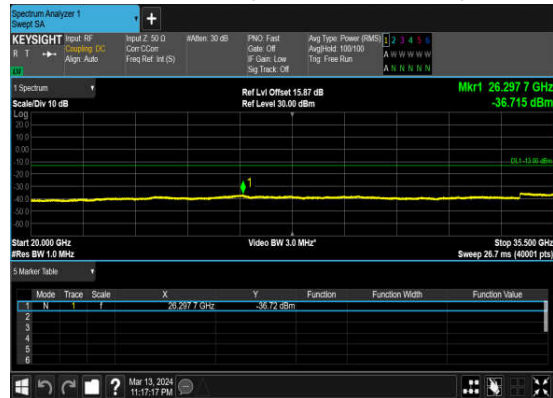 Spectrum Analyzer 1
Swept SA
+
KEYSIGHT
R T
LV
Input: RF
Coupling: DC
Align: Auto
Input Z: 50 Ω
Corr CCorr
Freq Ref: Int (S)
#Atten: 30 dB
PNO: Fast
Gate: Off
IF Gain: Low
Sig Track: Off
Avg Type: Power (RMS)
Avg|Hold: 100/100
Trig: Free Run
1 2 3 4 5 6
A W W W W W
A N N N N N
1 Spectrum
Scale/Div 10 dB
Ref Lvl Offset 15.87 dB
Ref Level 30.00 dBm
Mkr1 26.297 7 GHz
-36.715 dBm
Log
20.0
10.0
0.00
-10.0
DL1 -13.00 dBm
-20.0
-30.0
1
-40.0
-50.0
-60.0
Start 20.000 GHz
#Res BW 1.0 MHz
Video BW 3.0 MHz*
Stop 35.500 GHz
Sweep 26.7 ms (40001 pts)
5 Marker Table
Mode Trace Scale X Y Function Function Width Function Value
1 N 1 f 26.297 7 GHz -36.72 dBm
2
3
4
5
6
?
Mar 13, 2024
11:17:17 PM